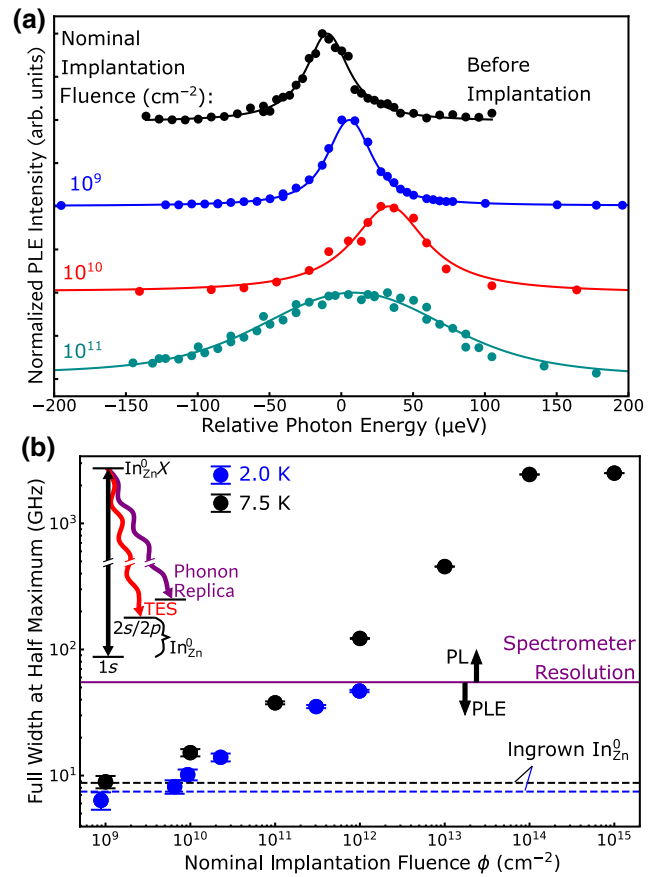 (a)
Nominal
Implantation
Fluence (cm⁻²):
Before
Implantation
10⁹
10¹⁰
10¹¹
Normalized PLE Intensity (arb. units)
−200 −150 −100 −50 0 50 100 150 200
Relative Photon Energy (μeV)
(b)
In⁰ZnX
2.0 K
7.5 K
Phonon
Replica
TES
2s/2p
In⁰Zn
1s
Spectrometer
Resolution
PL
PLE
Ingrown In⁰Zn
10³
10²
10¹
Full Width at Half Maximum (GHz)
10⁹ 10¹⁰ 10¹¹ 10¹² 10¹³ 10¹⁴ 10¹⁵
Nominal Implantation Fluence ϕ (cm⁻²)